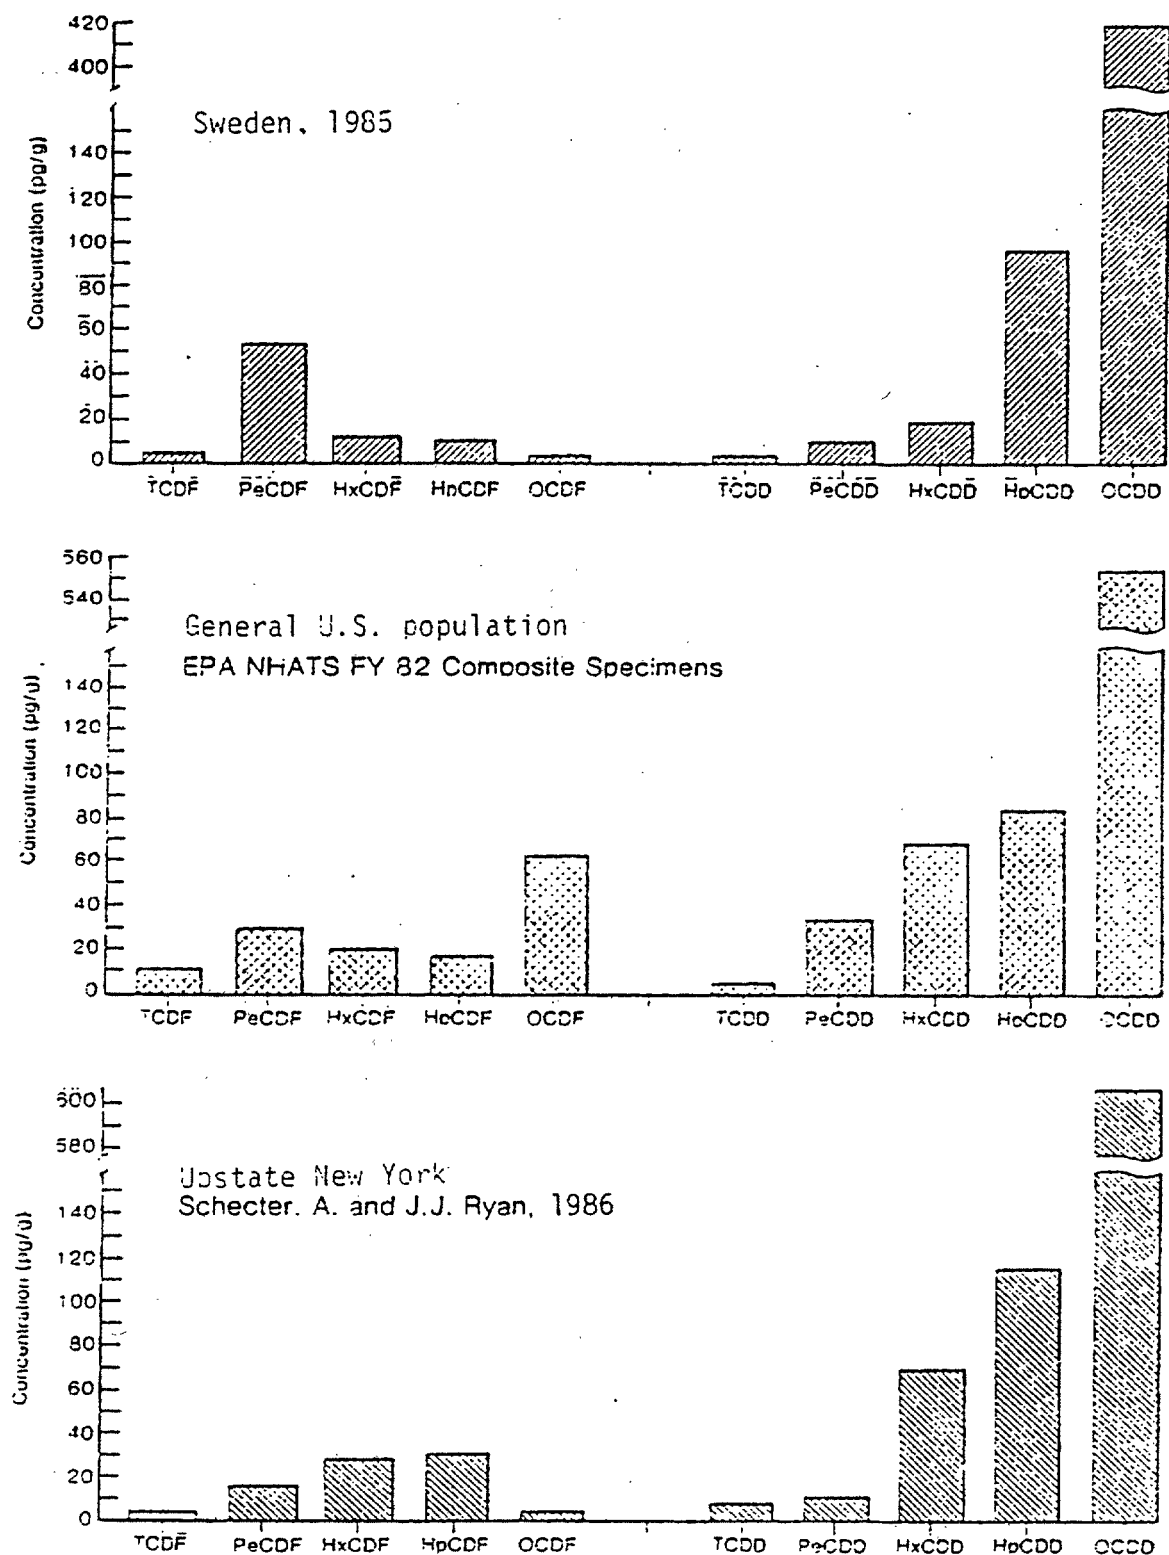 420
400
Sweden, 1985
Concentration (pg/g)
140
120
100
80
60
40
20
0
TCDF PeCDF HxCDF HpCDF OCDF TCDD PeCDD HxCDD HpCDD OCDD
560
540
General U.S. population
EPA NHATS FY 82 Composite Specimens
Concentration (pg/g)
140
120
100
80
60
40
20
0
TCDF PeCDF HxCDF HpCDF OCDF TCDD PeCDD HxCDD HpCDD OCDD
600
580
Upstate New York
Schecter. A. and J.J. Ryan, 1986
Concentration (pg/g)
140
120
100
80
60
40
20
0
TCDF PeCDF HxCDF HpCDF OCDF TCDD PeCDD HxCDD HpCDD OCDD